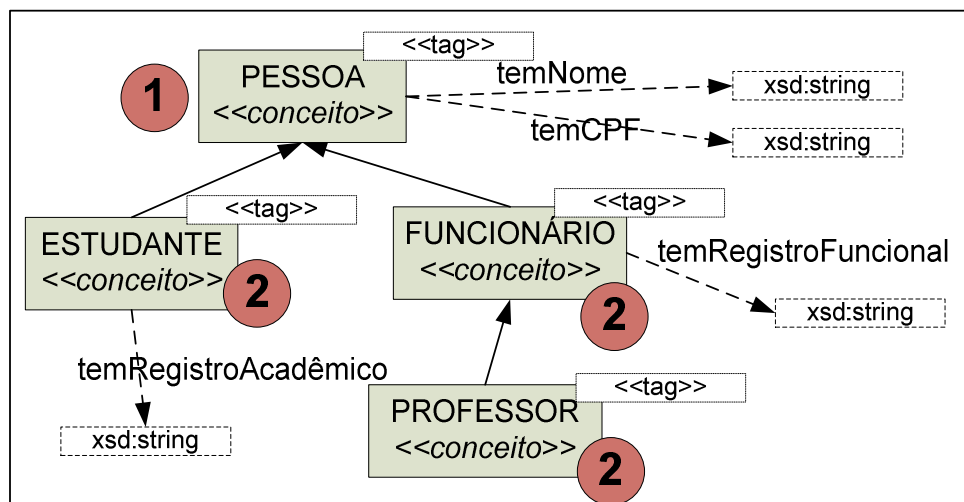 <<tag>>
PESSOA
<<conceito>>
1
temNome
xsd:string
temCPF
xsd:string
<<tag>>
ESTUDANTE
<<conceito>>
2
<<tag>>
FUNCIONÁRIO
<<conceito>>
2
temRegistroFuncional
xsd:string
temRegistroAcadêmico
xsd:string
<<tag>>
PROFESSOR
<<conceito>>
2